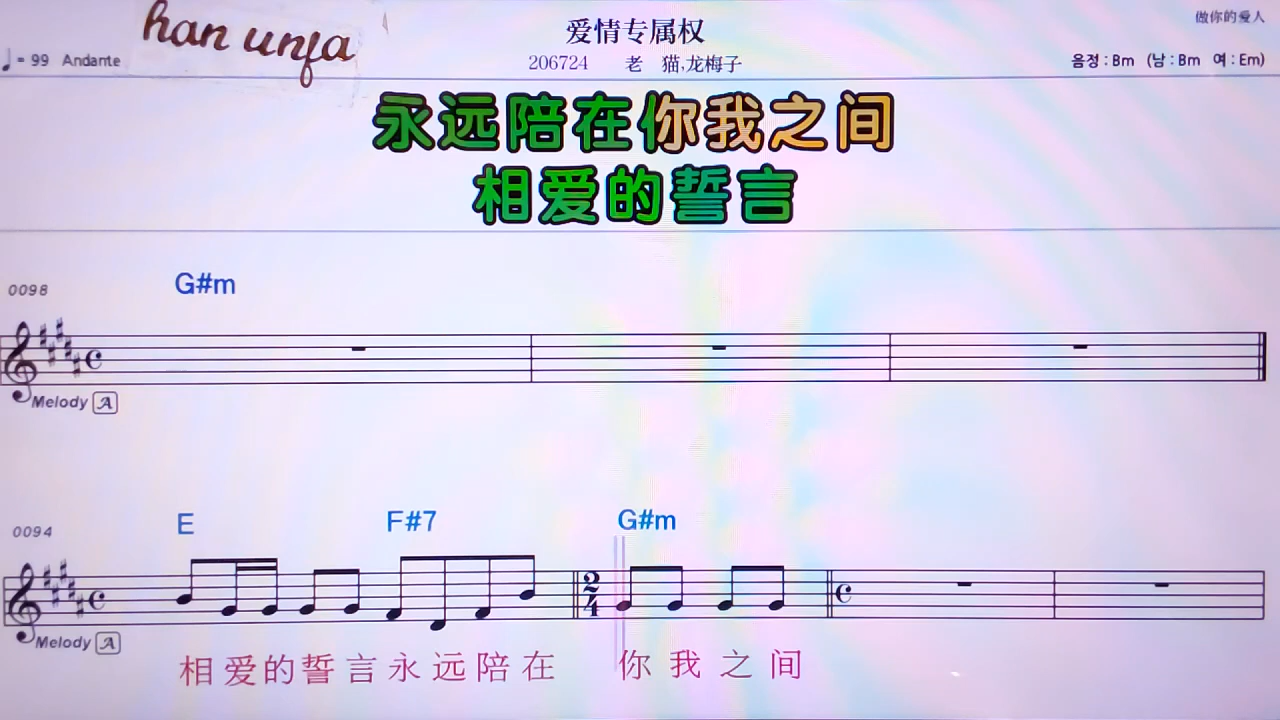 han unfa
爱情专属权
做你的爱人
♩= 99 Andante
206724 老 猫,龙梅子
음정 : Bm (남 : Bm 여 : Em)
永远陪在你我之间
相爱的誓言
0098
G#m
Melody A
0094
E F#7 G#m
2
4
Melody A
相爱的誓言永远陪在 你我之间